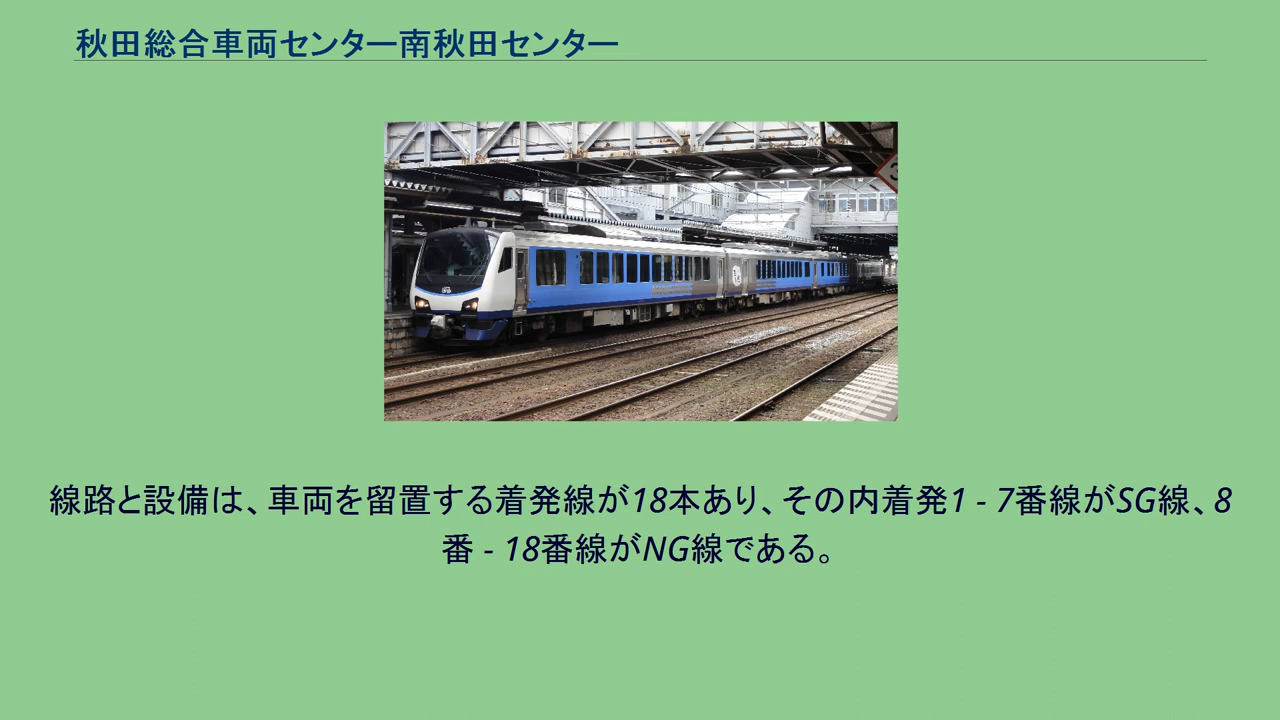 秋田総合車両センター南秋田センター
線路と設備は、車両を留置する着発線が18本あり、その内着発1 - 7番線がSG線、8
番 - 18番線がNG線である。